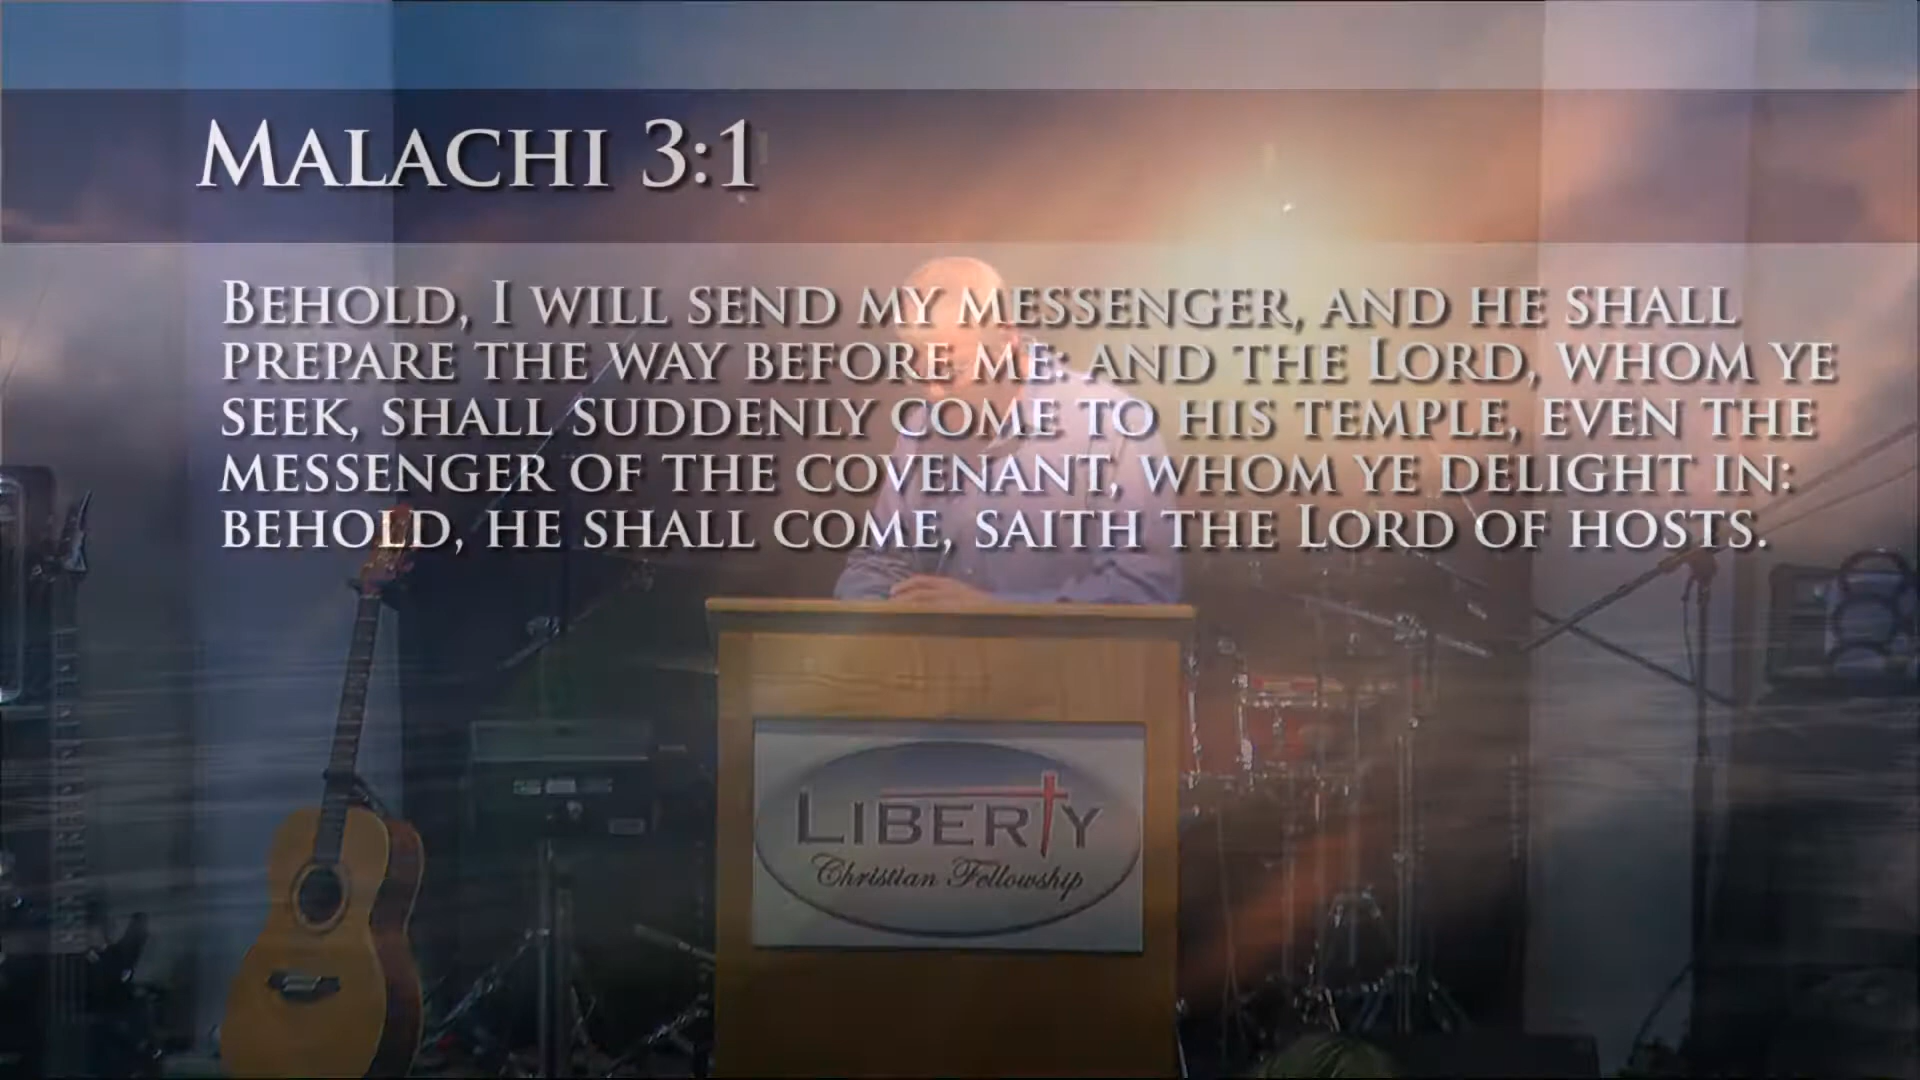 Malachi 3:1
Behold, I will send my messenger, and he shall
prepare the way before me: and the Lord, whom ye
seek, shall suddenly come to his temple, even the
messenger of the covenant, whom ye delight in:
behold, he shall come, saith the Lord of hosts.
Liberty
Christian Fellowship